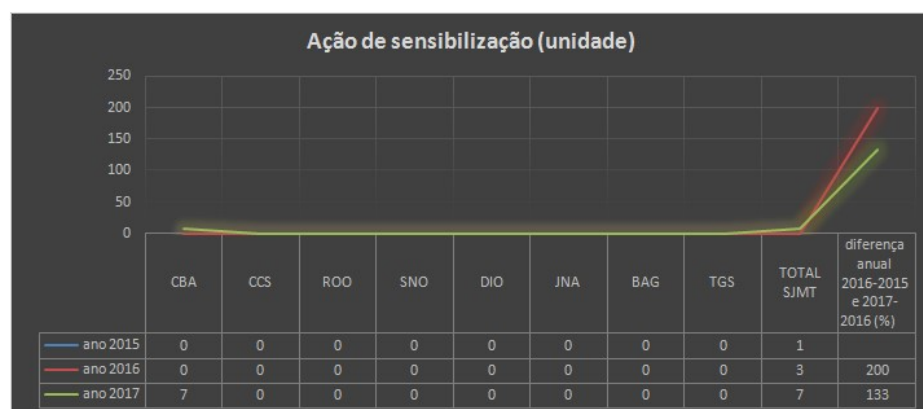 Ação de sensibilização (unidade)
250
200
150
100
50
0
CBA CCS ROO SNO DIO JNA BAG TGS TOTAL SJMT diferença anual 2016-2015 e 2017-2016 (%)
ano 2015 0 0 0 0 0 0 0 0 1
ano 2016 0 0 0 0 0 0 0 0 3 200
ano 2017 7 0 0 0 0 0 0 0 7 133